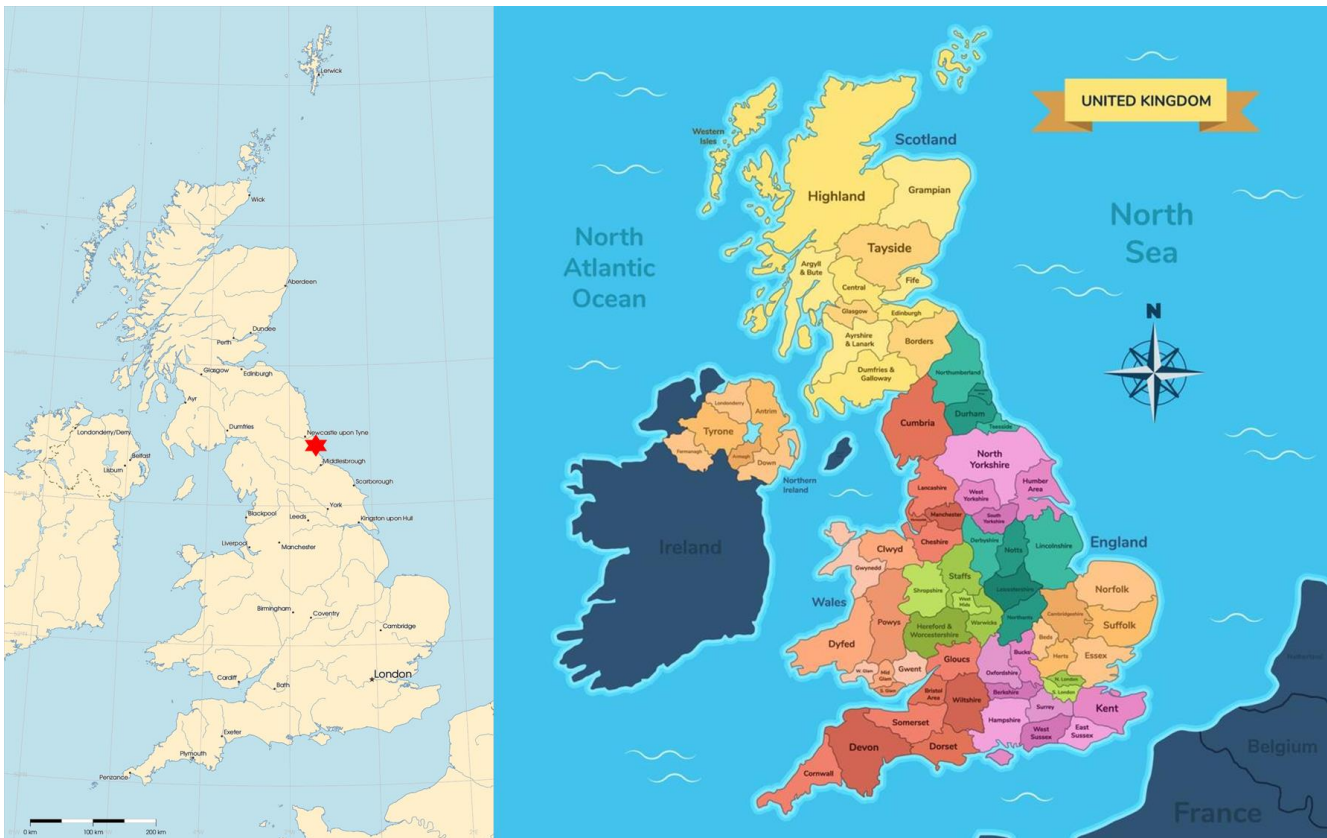 Lerwick
Wick
Aberdeen
Dundee
Perth
Glasgow
Edinburgh
Ayr
Dumfries
Newcastle upon Tyne
Londonderry/Derry
Belfast
Lisburn
Middlesbrough
Scarborough
Blackpool
York
Leeds
Kingston upon Hull
Liverpool
Manchester
Birmingham
Coventry
Cambridge
London
Cardiff
Bath
Exeter
Plymouth
Penzance
0 km
100 km
200 km
UNITED KINGDOM
Western
Isles
Scotland
Highland
Grampian
North
Atlantic
Ocean
North
Sea
Tayside
Argyll
& Bute
Central
Fife
Glasgow
Edinburgh
Ayrshire
& Lanark
Borders
Dumfries &
Galloway
N
Northumberland
Durham
Teesside
Cumbria
Londonderry
Antrim
Tyrone
Fermanagh
Armagh
Down
Northern
Ireland
North
Yorkshire
Lancashire
West
Yorkshire
Humber
Area
South
Yorkshire
Manchester
Cheshire
Derbyshire
Notts
Lincolnshire
England
Ireland
Clwyd
Gwynedd
Shropshire
Staffs
Leicestershire
Norfolk
Wales
Powys
West
Mids
Warwicks
Northants
Cambridgeshire
Suffolk
Hereford &
Worcestershire
Dyfed
Beds
Bucks
Herts
Essex
W. Glam
Mid
Glam
S. Glam
Gwent
Gloucs
Oxfordshire
N. London
S. London
Bristol
Area
Wiltshire
Berkshire
Surrey
Kent
Hampshire
West
Sussex
East
Sussex
Somerset
Devon
Dorset
Cornwall
Belgium
France